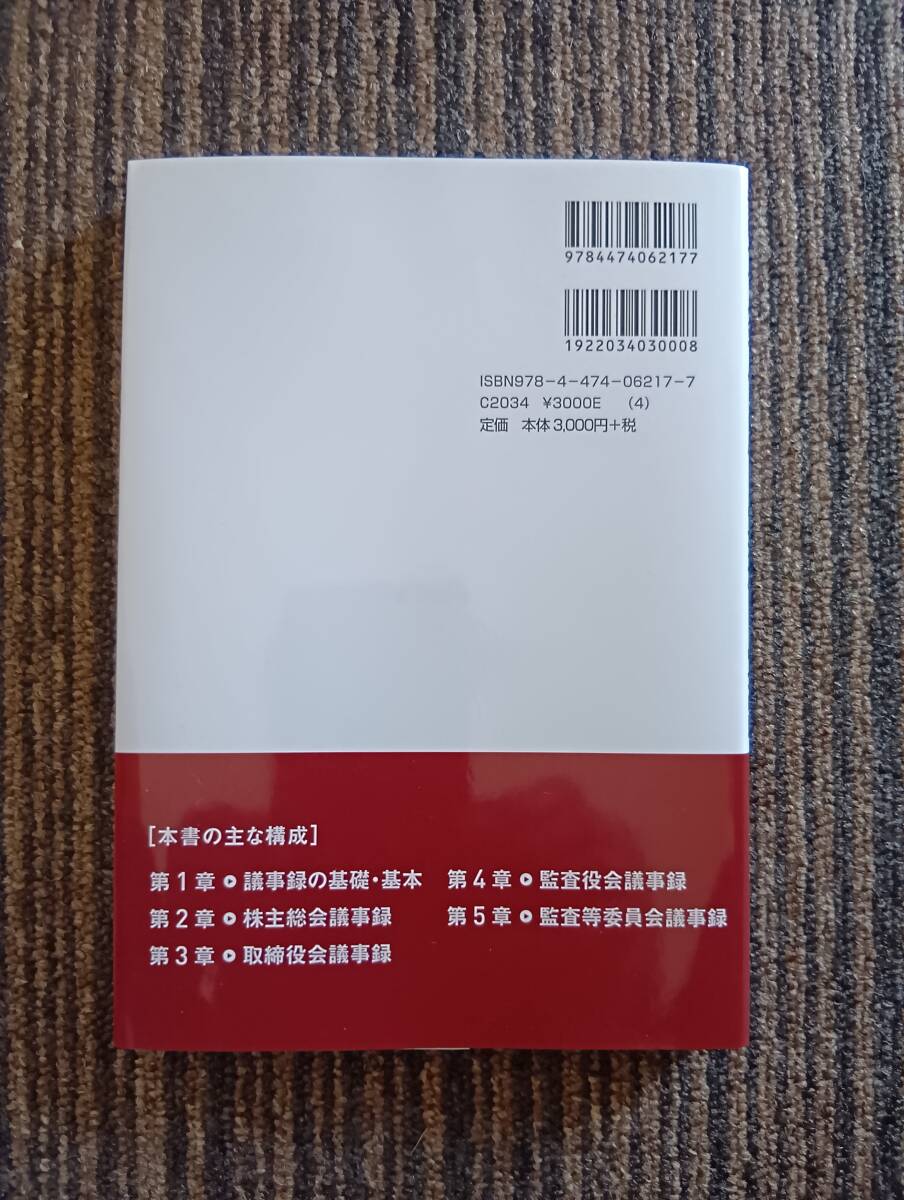 9784474062177
1922034030008
ISBN978-4-474-06217-7
C2034 ¥3000E (4)
定価 本体3,000円+税
[本書の主な構成]
第1章 議事録の基礎・基本
第2章 株主総会議事録
第3章 取締役会議事録
第4章 監査役会議事録
第5章 監査等委員会議事録